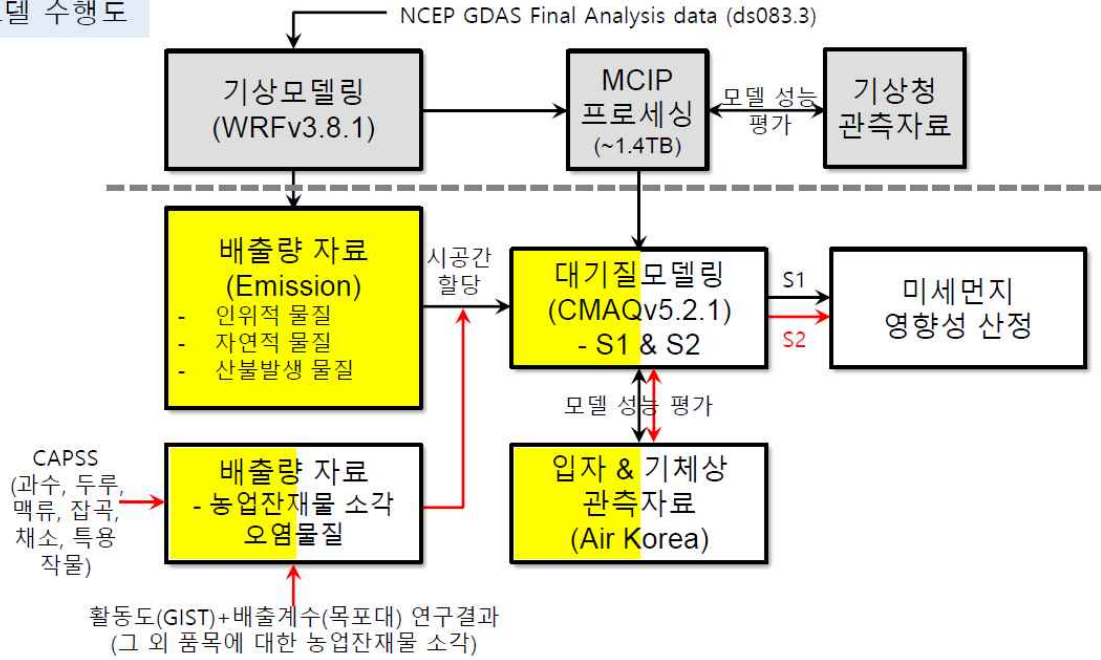 모델 수행도
NCEP GDAS Final Analysis data (ds083.3)
기상모델링
(WRFv3.8.1)
MCIP
프로세싱
(~1.4TB)
모델 성능
평가
기상청
관측자료
배출량 자료
(Emission)
- 인위적 물질
- 자연적 물질
- 산불발생 물질
시공간
할당
대기질모델링
(CMAQv5.2.1)
- S1 & S2
S1
S2
미세먼지
영향성 산정
모델 성능 평가
CAPSS
(과수, 두루,
맥류, 잡곡,
채소, 특용
작물)
배출량 자료
- 농업잔재물 소각
오염물질
입자 & 기체상
관측자료
(Air Korea)
활동도(GIST)+배출계수(목포대) 연구결과
(그 외 품목에 대한 농업잔재물 소각)